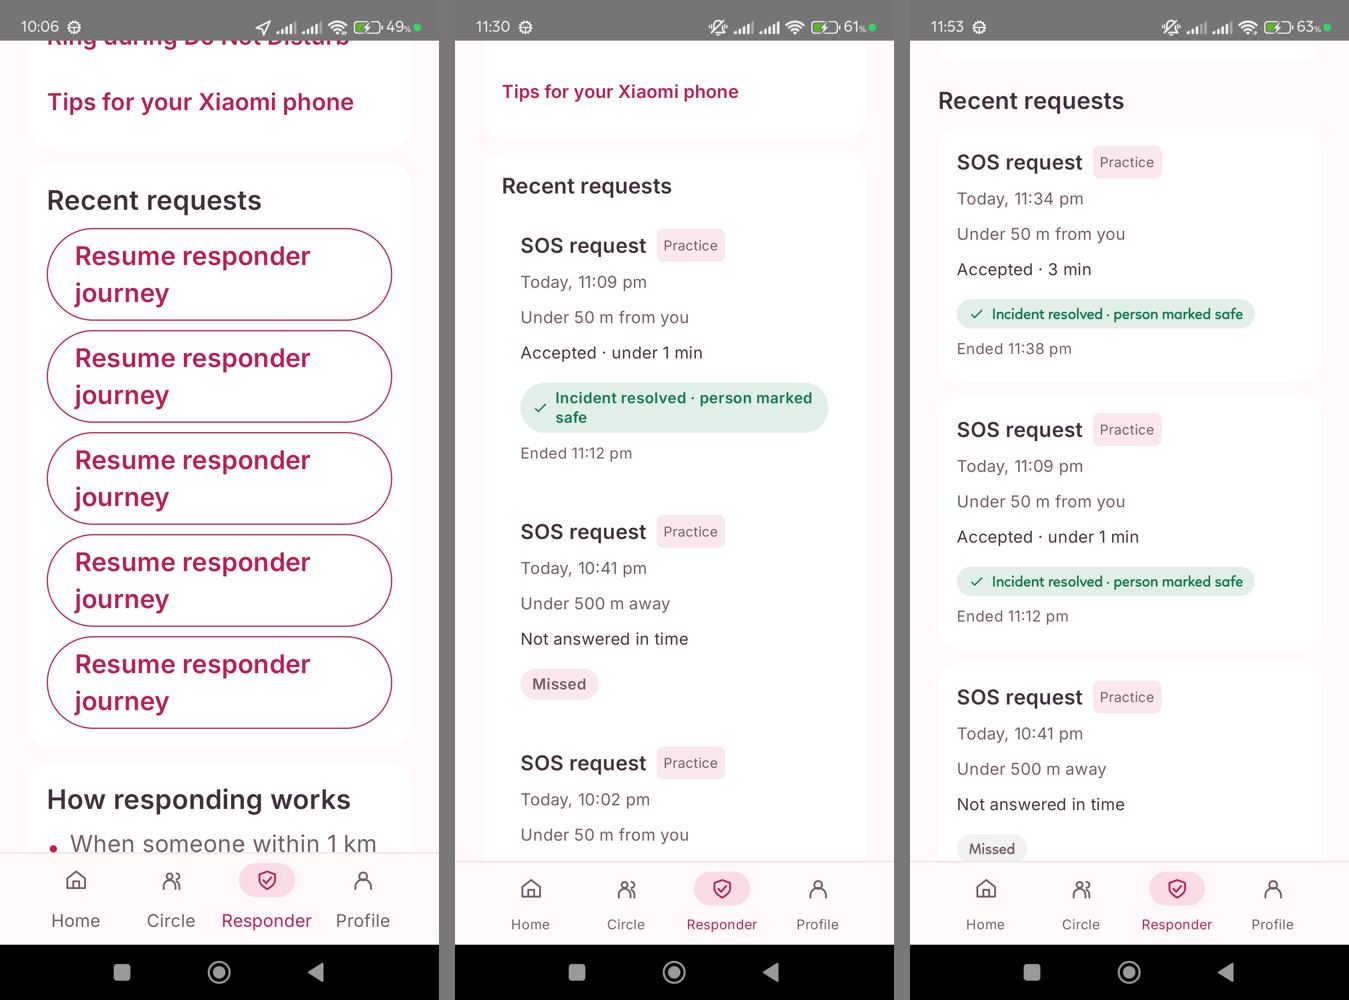 10:06
49%
Ring during Do Not Disturb
Tips for your Xiaomi phone
Recent requests
Resume responder
journey
Resume responder
journey
Resume responder
journey
Resume responder
journey
Resume responder
journey
How responding works
• When someone within 1 km
Home Circle Responder Profile
11:30
61%
Tips for your Xiaomi phone
Recent requests
SOS request Practice
Today, 11:09 pm
Under 50 m from you
Accepted · under 1 min
Incident resolved · person marked
safe
Ended 11:12 pm
SOS request Practice
Today, 10:41 pm
Under 500 m away
Not answered in time
Missed
SOS request Practice
Today, 10:02 pm
Under 50 m from you
Home Circle Responder Profile
11:53
63%
Recent requests
SOS request Practice
Today, 11:34 pm
Under 50 m from you
Accepted · 3 min
Incident resolved · person marked safe
Ended 11:38 pm
SOS request Practice
Today, 11:09 pm
Under 50 m from you
Accepted · under 1 min
Incident resolved · person marked safe
Ended 11:12 pm
SOS request Practice
Today, 10:41 pm
Under 500 m away
Not answered in time
Missed
Home Circle Responder Profile